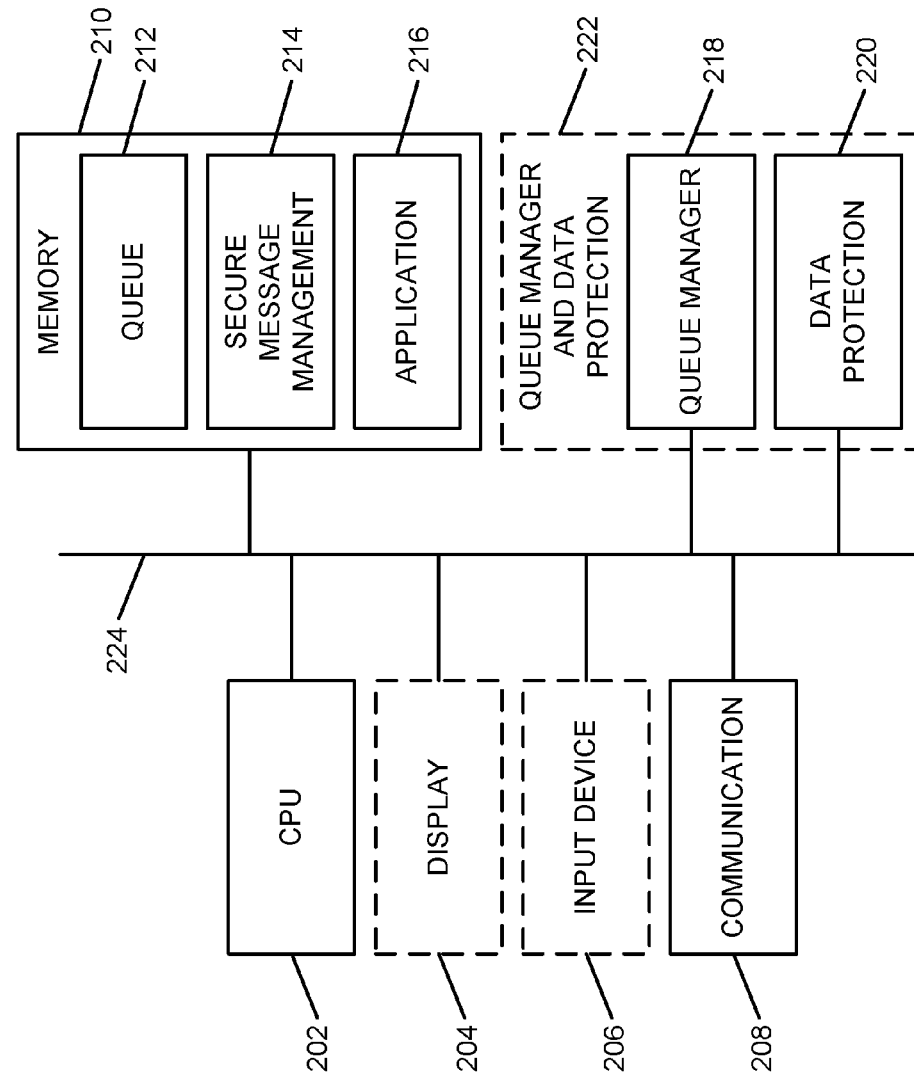 224
MEMORY
210
QUEUE
212
SECURE
MESSAGE
MANAGEMENT
214
APPLICATION
216
QUEUE MANAGER
AND DATA
PROTECTION
222
QUEUE MANAGER
218
DATA
PROTECTION
220
CPU
202
DISPLAY
204
INPUT DEVICE
206
COMMUNICATION
208